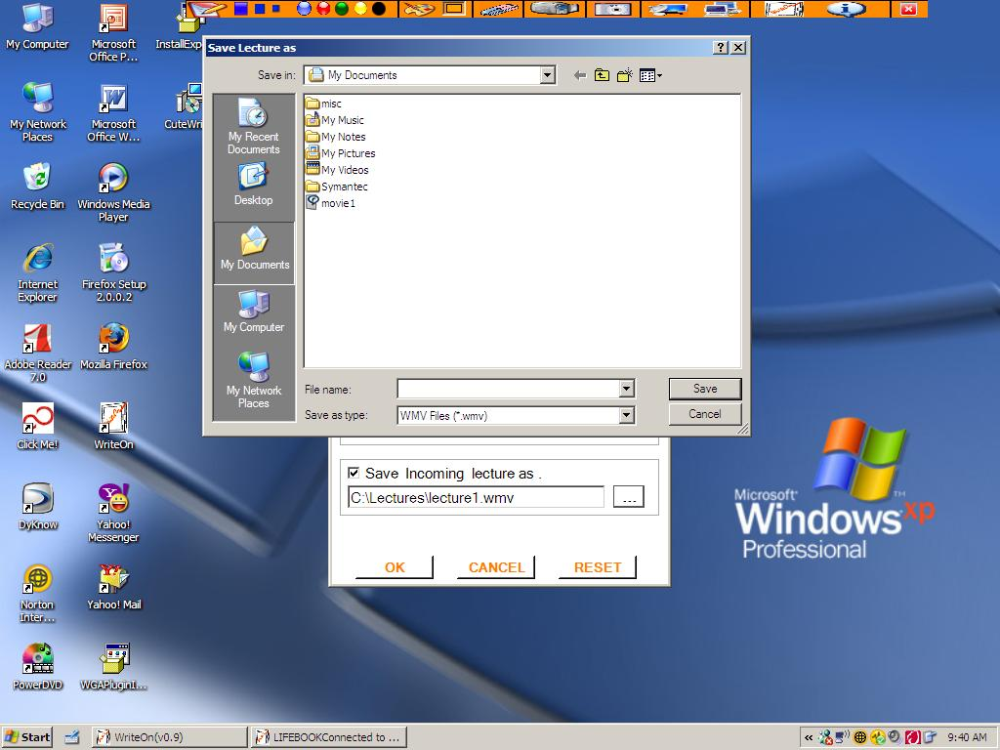 My Computer
Microsoft
Office P...
InstallExp
My Network
Places
Microsoft
Office W...
CuteWri
Recycle Bin
Windows Media
Player
Internet
Explorer
Firefox Setup
2.0.0.2
Adobe Reader
7.0
Mozilla Firefox
Click Me!
WriteOn
DyKnow
Yahoo!
Messenger
Norton
Inter...
Yahoo! Mail
PowerDVD
WGAPluginI...
Save Lecture as
Save in:
My Documents
My Recent
Documents
Desktop
My Documents
My Computer
My Network
Places
misc
My Music
My Notes
My Pictures
My Videos
Symantec
movie1
File name:
Save
Save as type:
WMV Files (*.wmv)
Cancel
Save Incoming lecture as .
C:\Lectures\lecture1.wmv
...
OK
CANCEL
RESET
Microsoft®
Windows xp
TM
Professional
Start
WriteOn(v0.9)
LIFEBOOKConnected to ...
9:40 AM